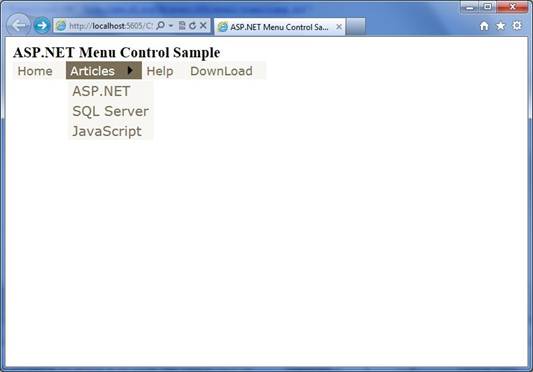 http://localhost:5605/CS
ASP.NET Menu Control Sa...
ASP.NET Menu Control Sample
Home Articles Help DownLoad
ASP.NET
SQL Server
JavaScript